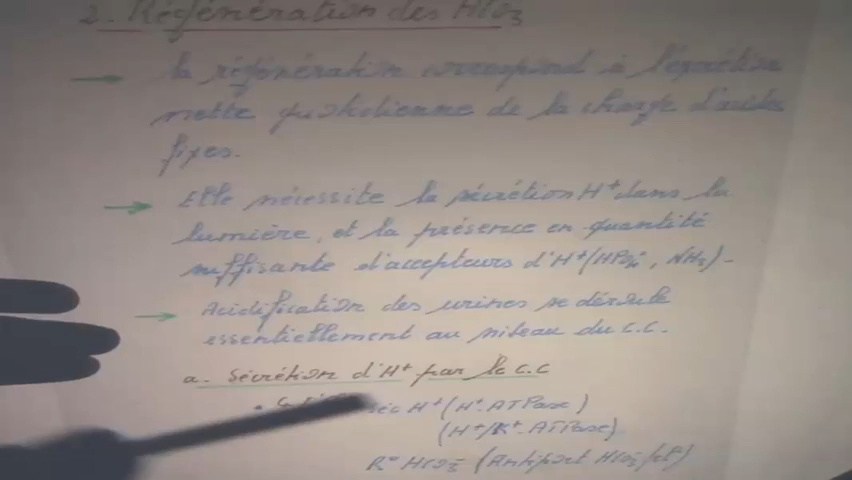 2. Régénération des HCO3
→ la régénération correspond à l'excrétion
nette quotidienne de la charge d'acides
fixes.
→ Elle nécessite la sécrétion H+ dans la
lumière, et la présence en quantité
suffisante d'accepteurs d'H+ (HPO4-, NH3)-
→ Acidification des urines se déroule
essentiellement au niveau du C.C.
a. Sécrétion d'H+ par le C.C
H+ (H+-ATPase)
(H+/K+-ATPase)
R° HCO3- (Antiport HCO3-/cl-)